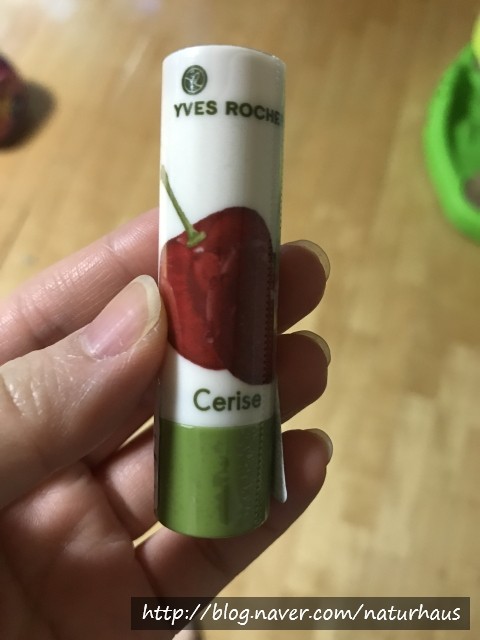 YVES ROCHE
Cerise
http://blog.naver.com/naturhaus